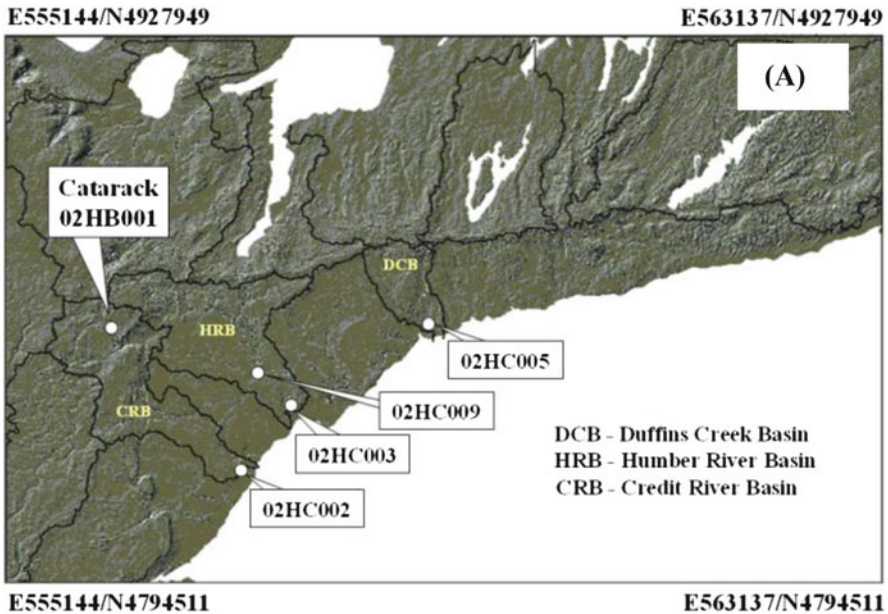 E555144/N4927949
E563137/N4927949
(A)
Catarack
02HB001
DCB
HRB
02HC005
02HC009
CRB
02HC003
02HC002
DCB - Duffins Creek Basin
HRB - Humber River Basin
CRB - Credit River Basin
E555144/N4794511
E563137/N4794511